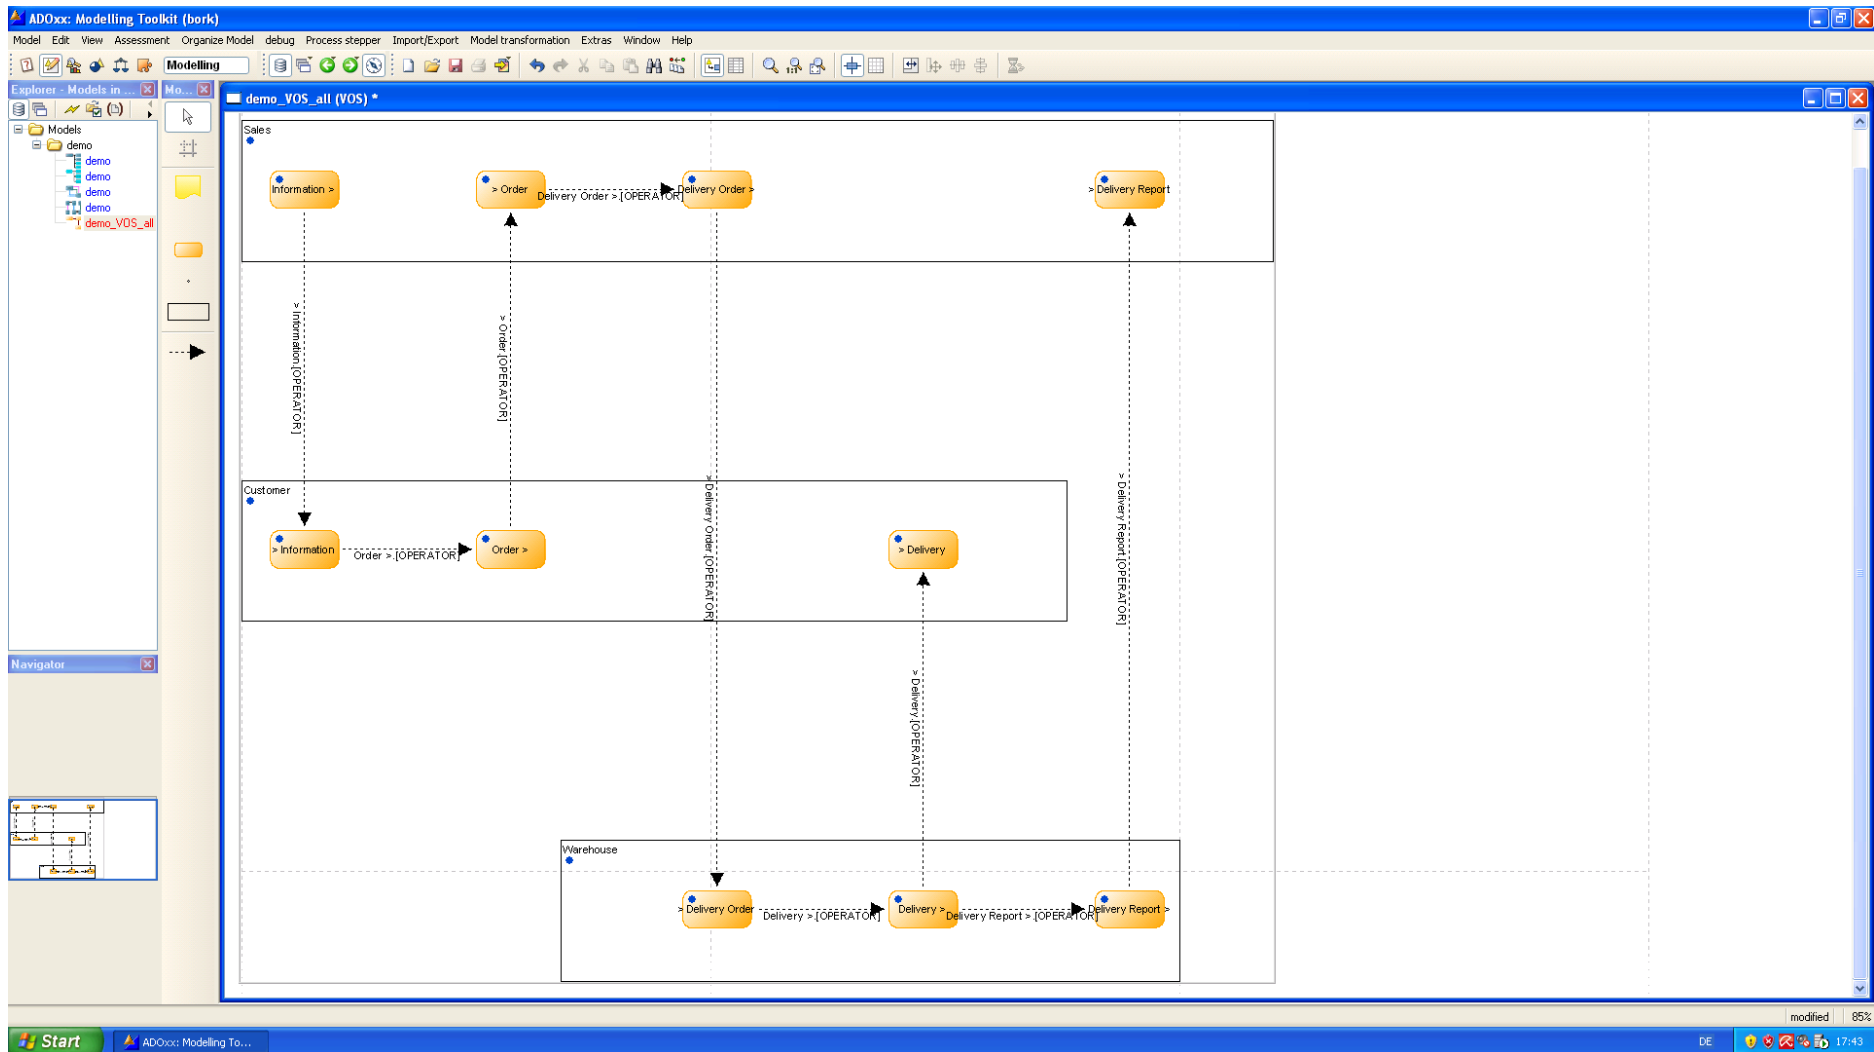 ADOxx: Modelling Toolkit (bork)
Model Edit View Assessment Organize Model debug Process stepper Import/Export Model transformation Extras Window Help
Modelling
Explorer - Models in ...
Mo...
demo_VOS_all (VOS) *
Models
demo
demo
demo
demo
demo
demo_VOS_all
Navigator
Sales
Information >
> Order
Delivery Order >.[OPERATOR]
Delivery Order >
> Delivery Report
> Information.[OPERATOR]
> Order.[OPERATOR]
> Delivery Order.[OPERATOR]
> Delivery Report.[OPERATOR]
Customer
> Information
Order >.[OPERATOR]
Order >
> Delivery
> Delivery.[OPERATOR]
Warehouse
> Delivery Order
Delivery >.[OPERATOR]
Delivery >
Delivery Report >.[OPERATOR]
Delivery Report >
modified 85%
Start
ADOxx: Modelling To...
DE
17:43